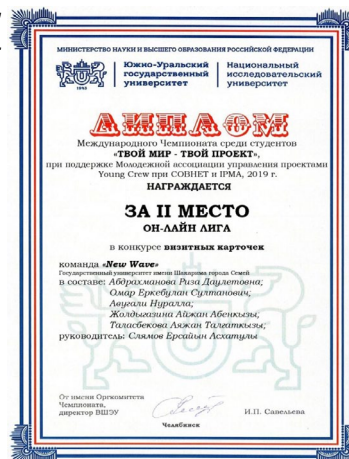 МИНИСТЕРСТВО НАУКИ И ВЫСШЕГО ОБРАЗОВАНИЯ РОССИЙСКОЙ ФЕДЕРАЦИИ
Южно-Уральский государственный университет
Национальный исследовательский университет
ДИПЛОМ
Международного Чемпионата среди студентов
«ТВОЙ МИР - ТВОЙ ПРОЕКТ»,
при поддержке Молодежной ассоциации управления проектами
Young Crew при СОВНЕТ и IPMA, 2019 г.
НАГРАЖДАЕТСЯ
ЗА II МЕСТО
ОН-ЛАЙН ЛИГА
в конкурсе визитных карточек
команда «New Wave»
Государственный университет имени Шакарима города Семей
в составе: Абдрахманова Риза Даулетовна;
Омар Еркебулан Султанович;
Авугали Нуралла;
Жолдыгазина Айжан Абенкызы;
Таласбекова Аяжан Талаткызы;
руководитель: Слямов Ерсайын Асхатулы
От имени Оргкомитета
Чемпионата,
директор ВШЭУ
И.П. Савельева
Челябинск